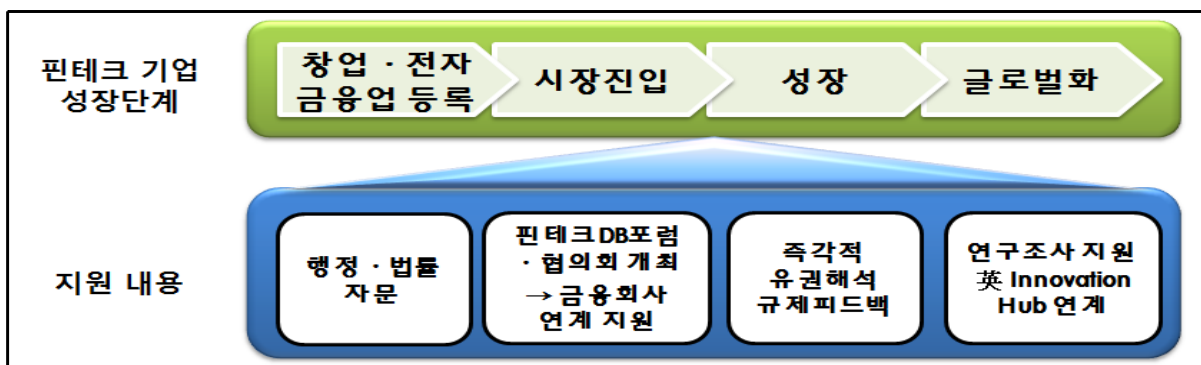 핀테크 기업
성장단계
창업 · 전자
금융업 등록
시장진입
성장
글로벌화
지원 내용
행정 · 법률
자문
핀테크 DB포럼
· 협의회 개최
→ 금융회사
연계 지원
즉각적
유권해석
규제피드백
연구조사 지원
英 Innovation
Hub 연계